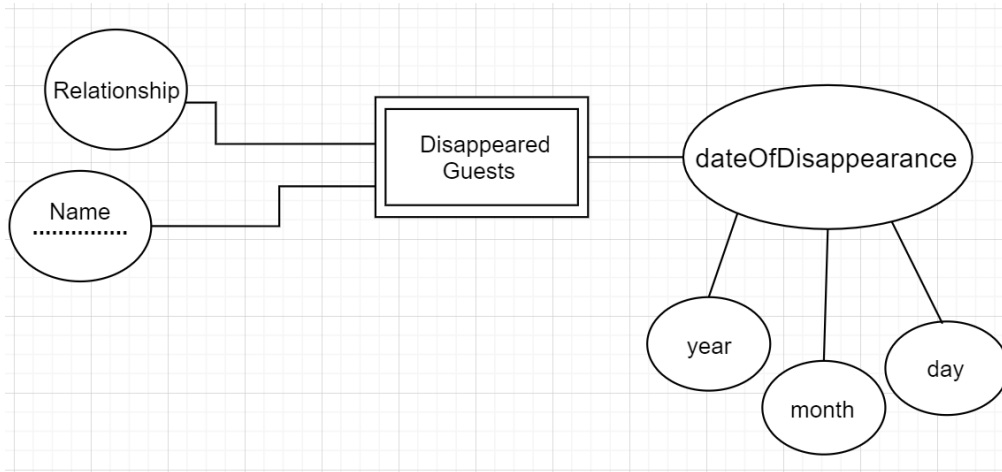 Relationship
Name
Disappeared
Guests
dateOfDisappearance
year
month
day